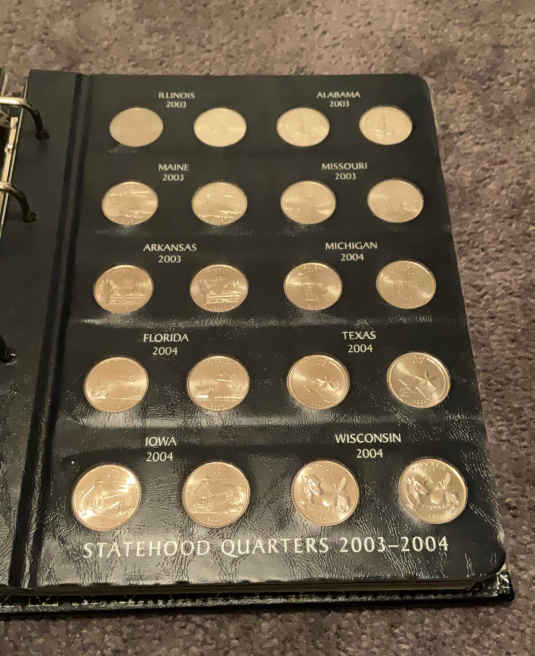 ILLINOIS
2003
ALABAMA
2003
MAINE
2003
MISSOURI
2003
ARKANSAS
2003
MICHIGAN
2004
FLORIDA
2004
TEXAS
2004
IOWA
2004
WISCONSIN
2004
STATEHOOD QUARTERS 2003–2004